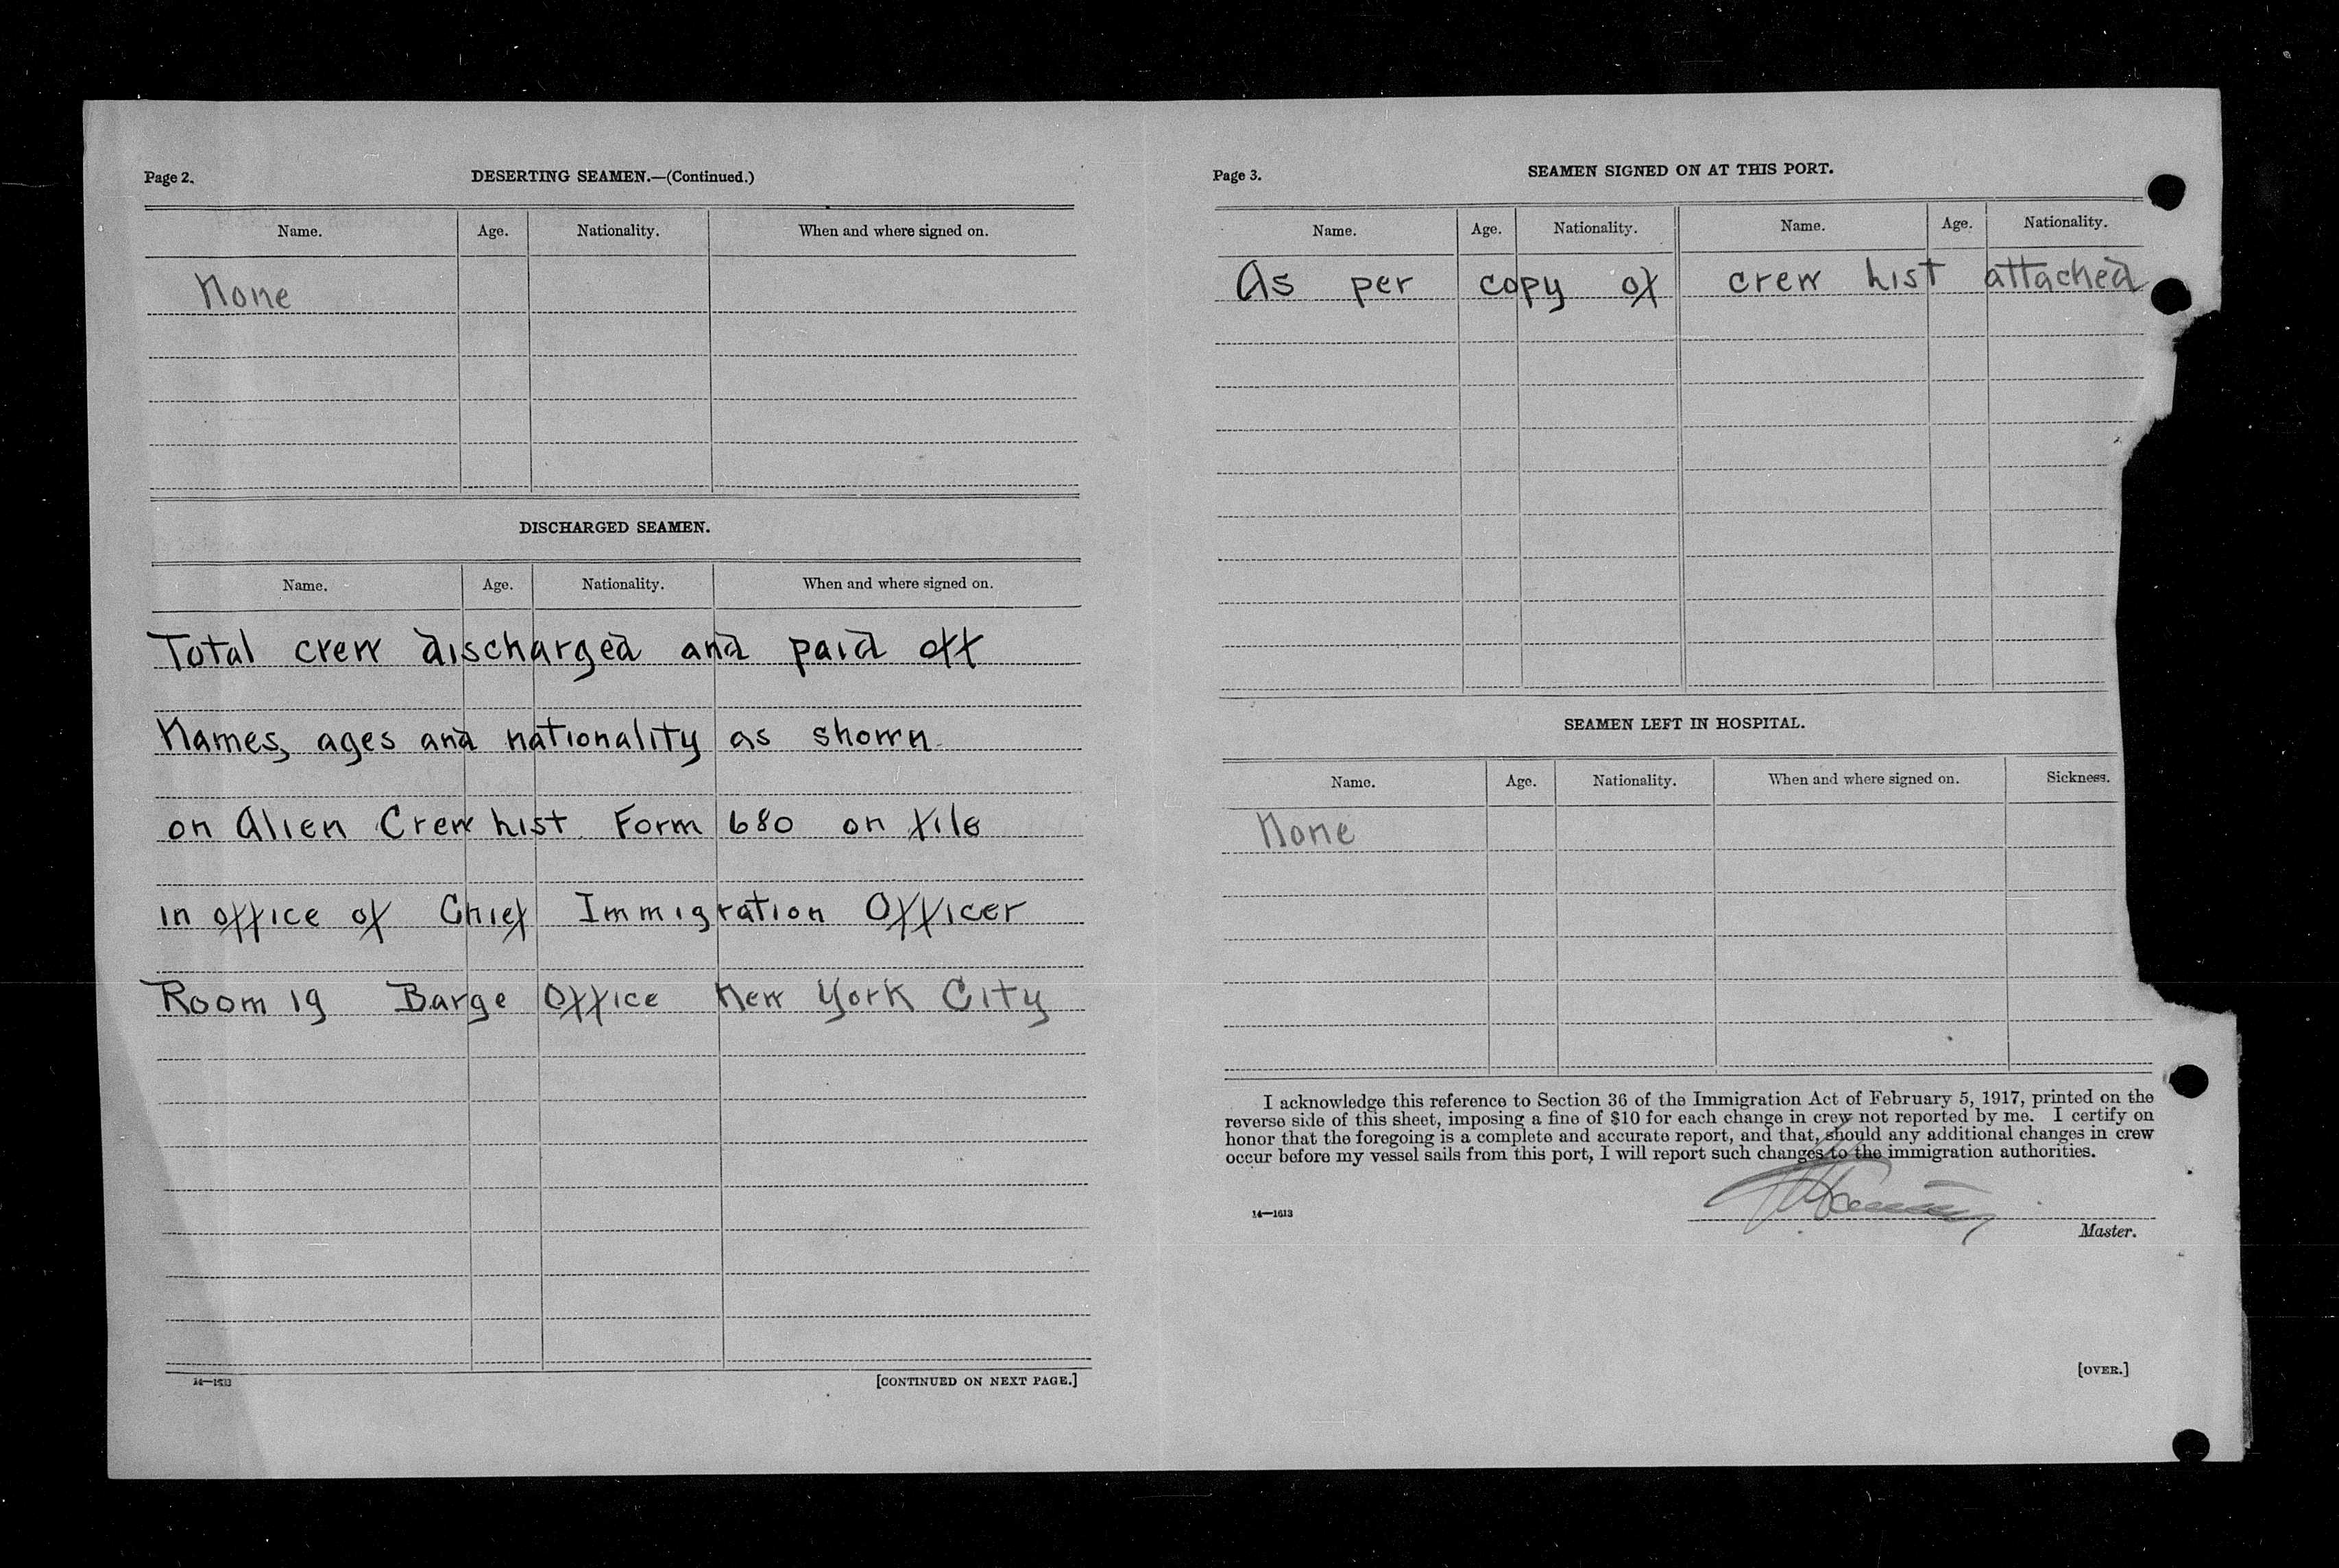 Page 2.
DESERTING SEAMEN.—(Continued.)
Name. Age. Nationality. When and where signed on.
None
DISCHARGED SEAMEN.
Name. Age. Nationality. When and where signed on.
Total crew discharged and paid off
Names, ages and nationality as shown
on Alien Crew List Form 680 on file
in office of Chief Immigration Officer
Room 19 Barge Office New York City
14—1613
[CONTINUED ON NEXT PAGE.]
Page 3.
SEAMEN SIGNED ON AT THIS PORT.
Name. Age. Nationality. Name. Age. Nationality.
As per copy of crew List attached
SEAMEN LEFT IN HOSPITAL.
Name. Age. Nationality. When and where signed on. Sickness.
None
I acknowledge this reference to Section 36 of the Immigration Act of February 5, 1917, printed on the
reverse side of this sheet, imposing a fine of $10 for each change in crew not reported by me. I certify on
honor that the foregoing is a complete and accurate report, and that, should any additional changes in crew
occur before my vessel sails from this port, I will report such changes to the immigration authorities.
14—1613
Master.
[OVER.]